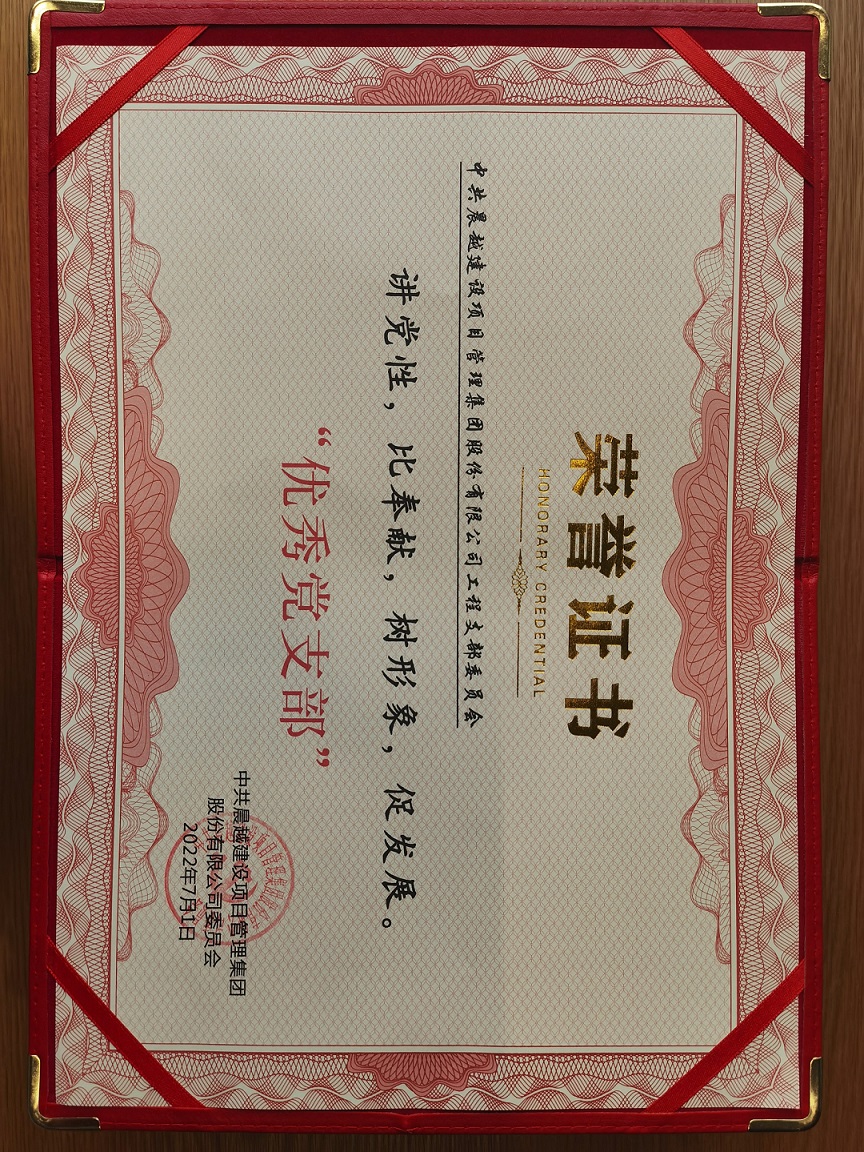 荣誉证书
HONORARY CREDENTIAL
中共晨越建设项目管理集团股份有限公司工程支部委员会
讲党性，比奉献，树形象，促发展。
“优秀党支部”
中共晨越建设项目管理集团
股份有限公司委员会
2022年7月1日